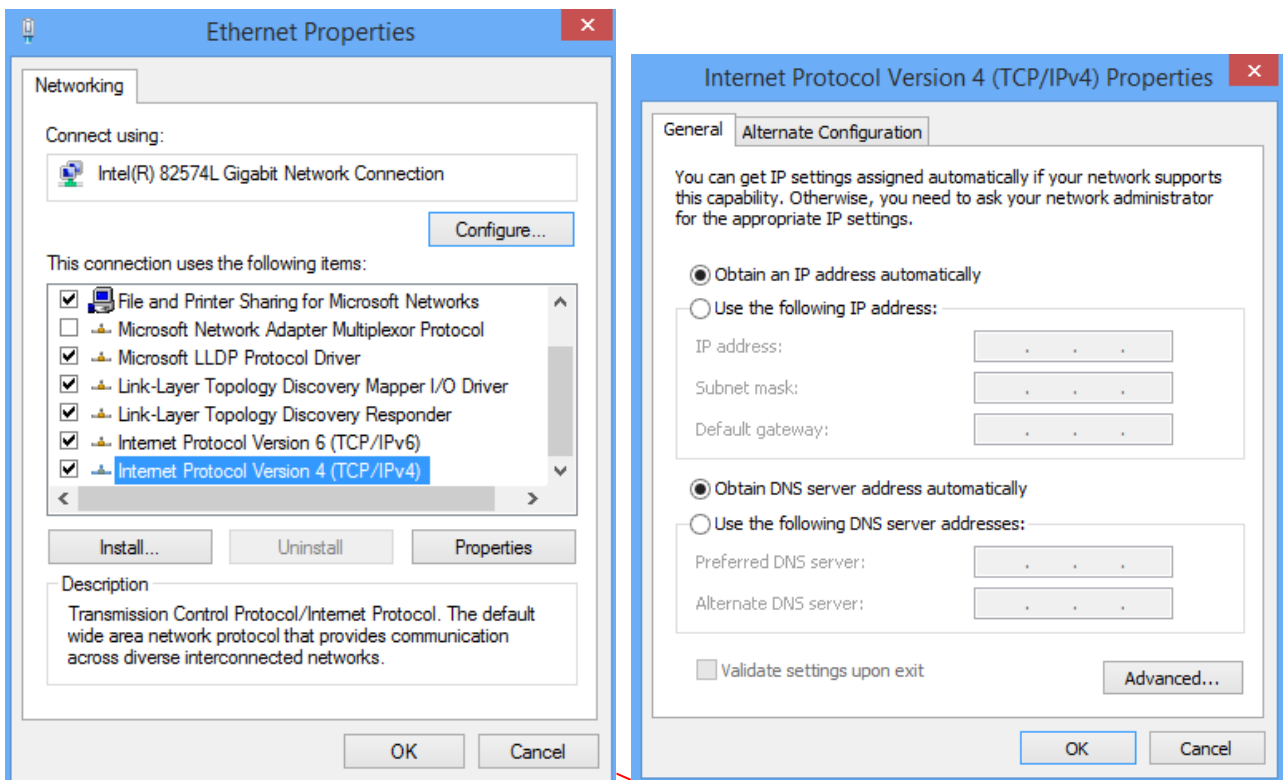 Ethernet Properties
Networking
Connect using:
Intel(R) 82574L Gigabit Network Connection
Configure...
This connection uses the following items:
File and Printer Sharing for Microsoft Networks
Microsoft Network Adapter Multiplexor Protocol
Microsoft LLDP Protocol Driver
Link-Layer Topology Discovery Mapper I/O Driver
Link-Layer Topology Discovery Responder
Internet Protocol Version 6 (TCP/IPv6)
Internet Protocol Version 4 (TCP/IPv4)
Install...
Uninstall
Properties
Description
Transmission Control Protocol/Internet Protocol. The default
wide area network protocol that provides communication
across diverse interconnected networks.
OK
Cancel
Internet Protocol Version 4 (TCP/IPv4) Properties
General
Alternate Configuration
You can get IP settings assigned automatically if your network supports
this capability. Otherwise, you need to ask your network administrator
for the appropriate IP settings.
Obtain an IP address automatically
Use the following IP address:
IP address:
Subnet mask:
Default gateway:
Obtain DNS server address automatically
Use the following DNS server addresses:
Preferred DNS server:
Alternate DNS server:
Validate settings upon exit
Advanced...
OK
Cancel